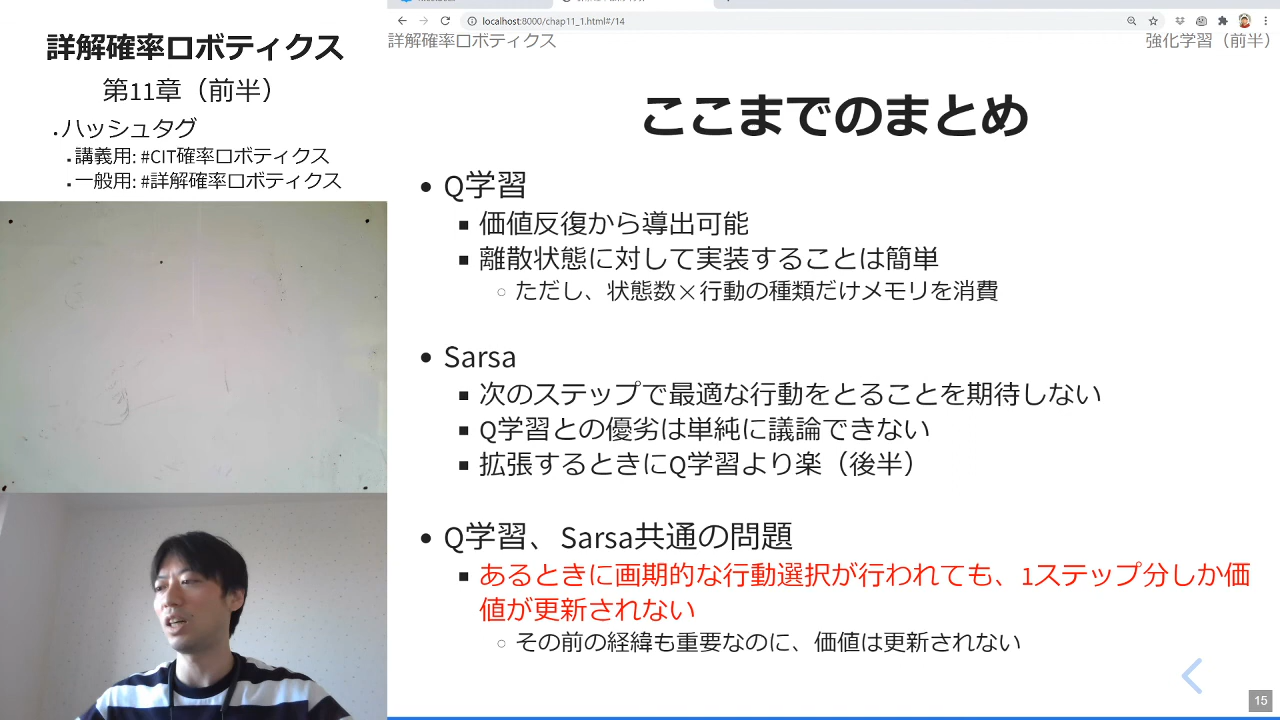 詳解確率ロボティクス
第11章（前半）
ハッシュタグ
講義用: #CIT確率ロボティクス
一般用: #詳解確率ロボティクス
localhost:8000/chap11_1.html#/14
詳解確率ロボティクス
強化学習（前半）
ここまでのまとめ
Q学習
価値反復から導出可能
離散状態に対して実装することは簡単
ただし、状態数×行動の種類だけメモリを消費
Sarsa
次のステップで最適な行動をとることを期待しない
Q学習との優劣は単純に議論できない
拡張するときにQ学習より楽（後半）
Q学習、Sarsa共通の問題
あるときに画期的な行動選択が行われても、1ステップ分しか価
値が更新されない
その前の経緯も重要なのに、価値は更新されない
15